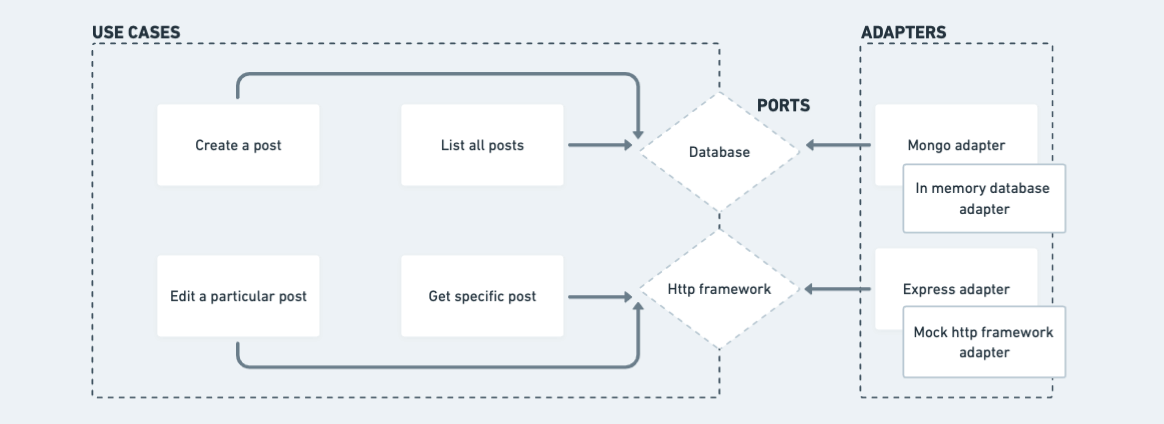 USE CASES
ADAPTERS
PORTS
Create a post
List all posts
Database
Mongo adapter
In memory database
adapter
Edit a particular post
Get specific post
Http framework
Express adapter
Mock http framework
adapter